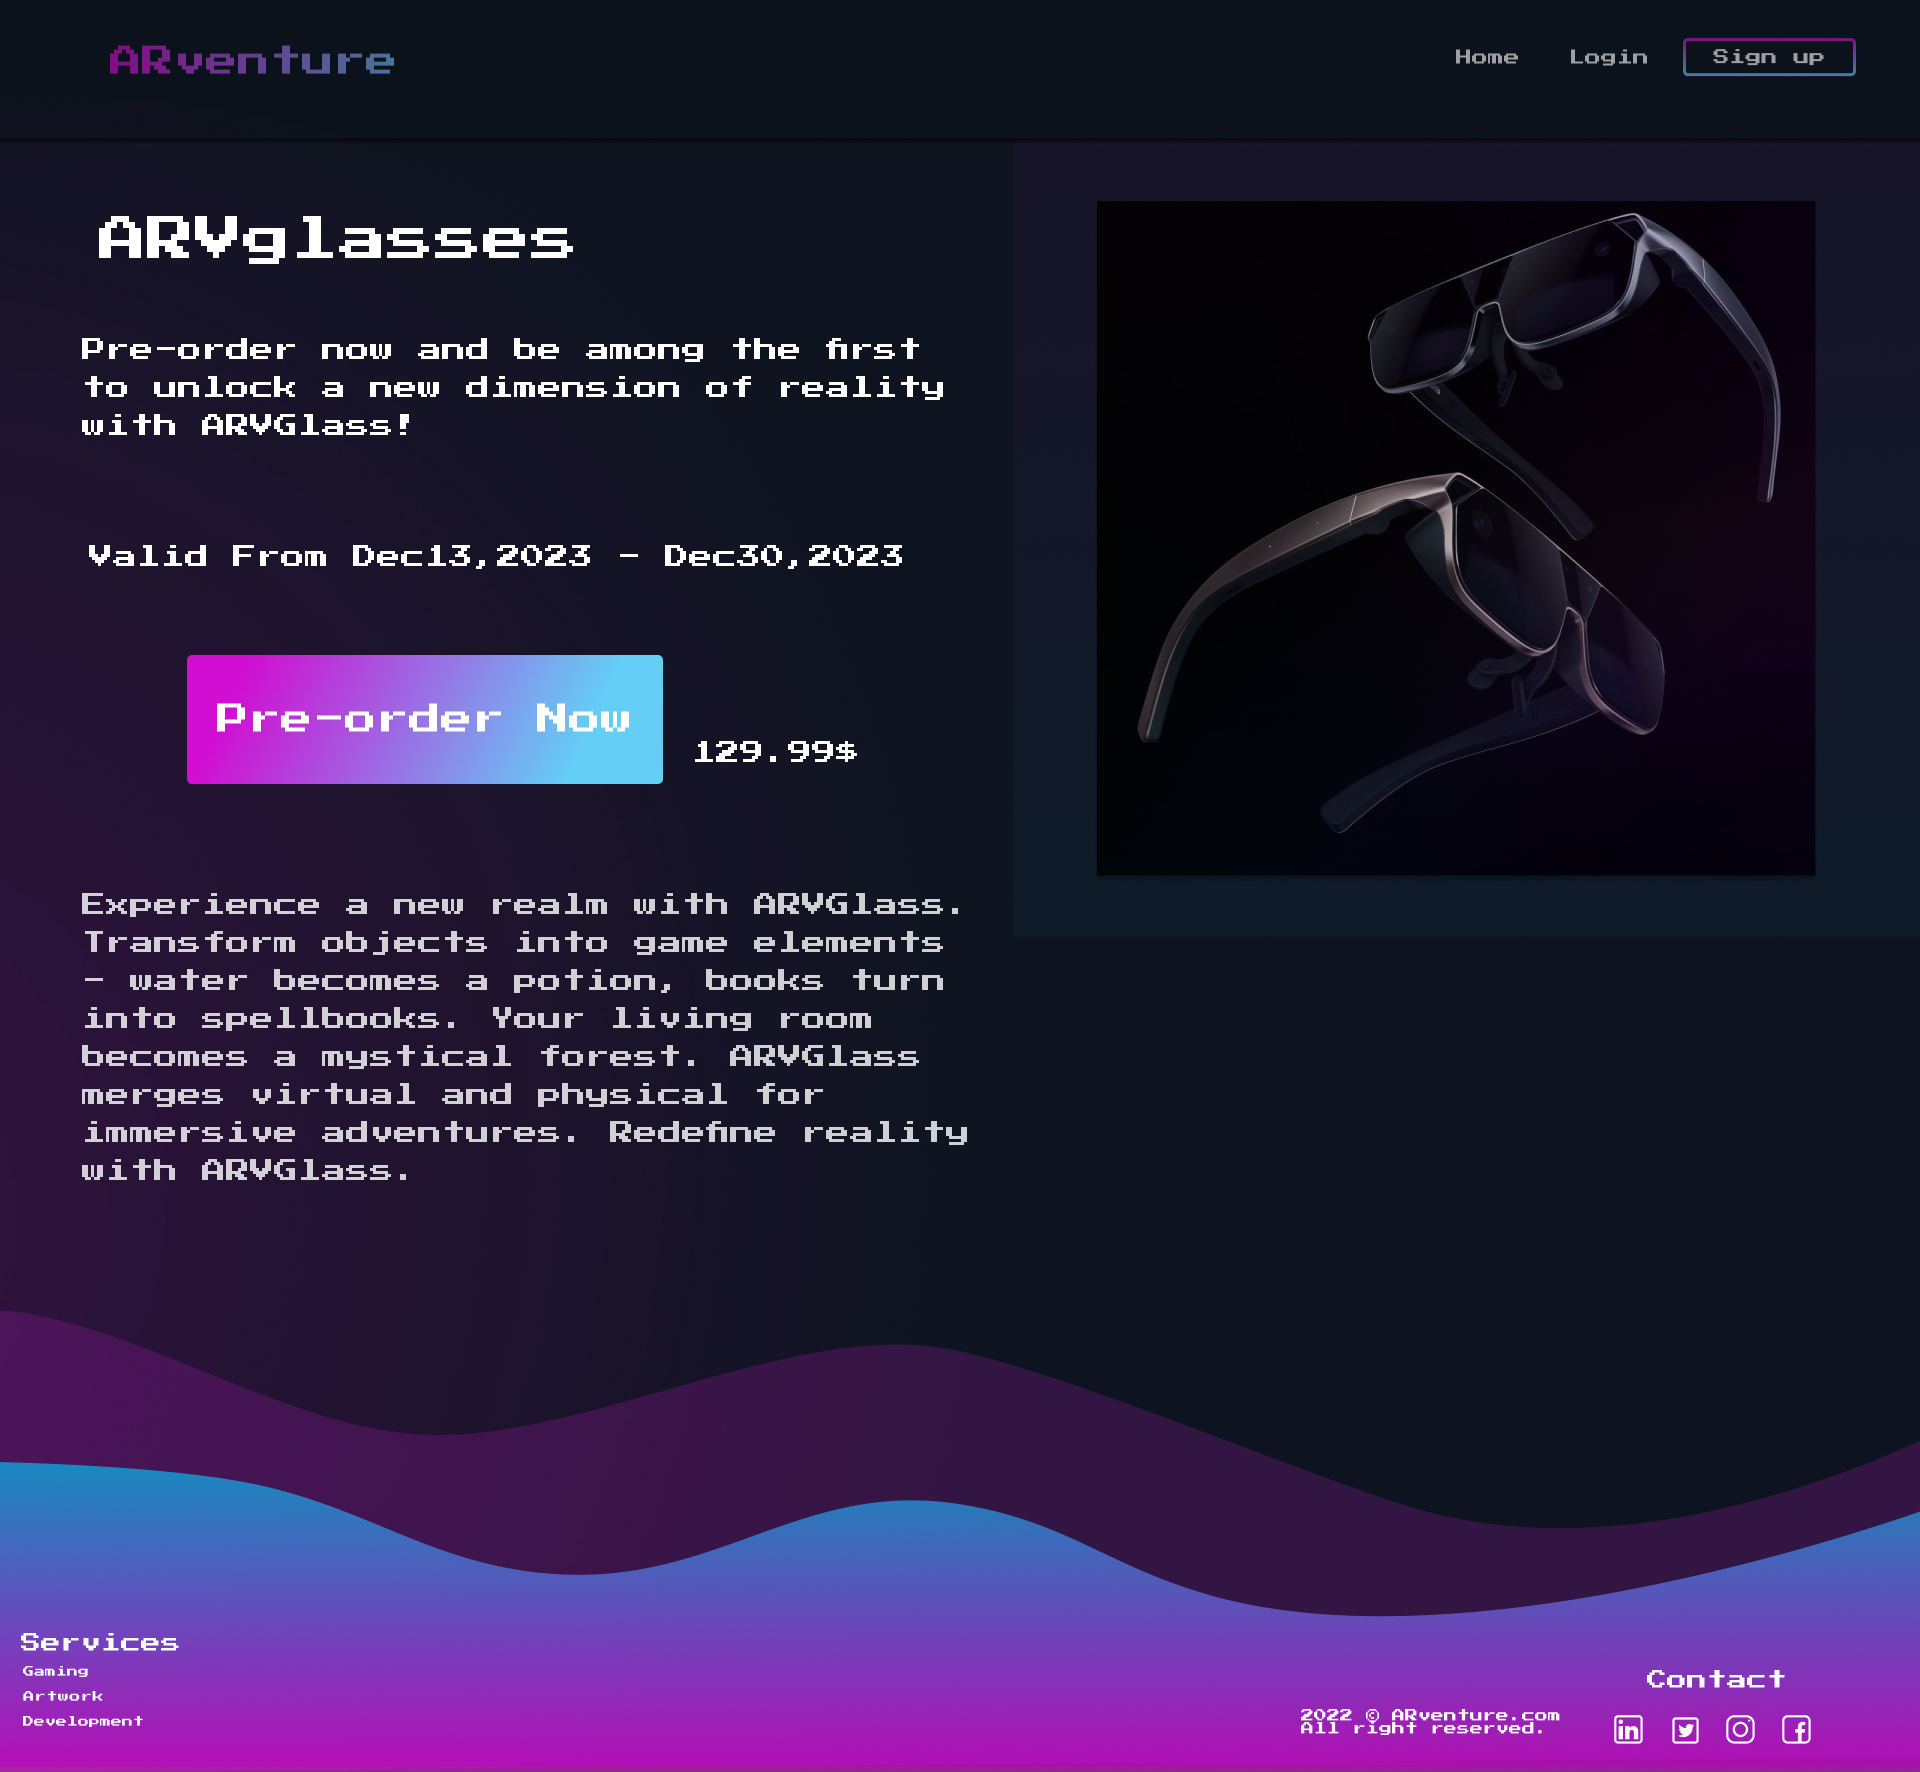 ARventure
Home
Login
Sign up
ARVglasses
Pre-order now and be among the first
to unlock a new dimension of reality
with ARVGlass!
Valid From Dec13,2023 - Dec30,2023
Pre-order Now
129.99$
Experience a new realm with ARVGlass.
Transform objects into game elements
- water becomes a potion, books turn
into spellbooks. Your living room
becomes a mystical forest. ARVGlass
merges virtual and physical for
immersive adventures. Redefine reality
with ARVGlass.
Services
Gaming
Artwork
Development
2022 © ARventure.com
All right reserved.
Contact